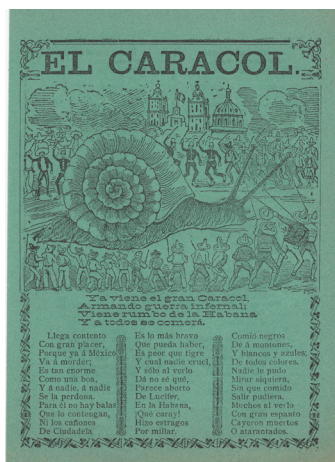 EL CARACOL.
Ya viene el gran Caracol,
Armando guerra infernal;
Viene rumbo de la Habana
Y a todos se comerá.
Llega contento
Con gran placer,
Porque ya á México
Va á morder;
Es tan enorme
Como una boa,
Y á nadie, á nadie
Se la perdona.
Para él no hay balas
Que lo contengan,
Ni los cañones
De Ciudadela
Es lo más bravo
Que pueda haber,
Es peor que tigre
Y cual nadie cruel,
Y sólo al verlo
Dá no sé qué,
Parece aborto
De Lucifer,
En la Habana,
¡Qué caray!
Hizo estragos
Por millar.
Comió negros
De á montones,
Y blancos y azules;
De todos colores.
Nadie le pudo
Mirar siquiera,
Sin que comido
Salir pudiera.
Muchos al verlo
Con gran espanto
Cayeron muertos
O atarantados.